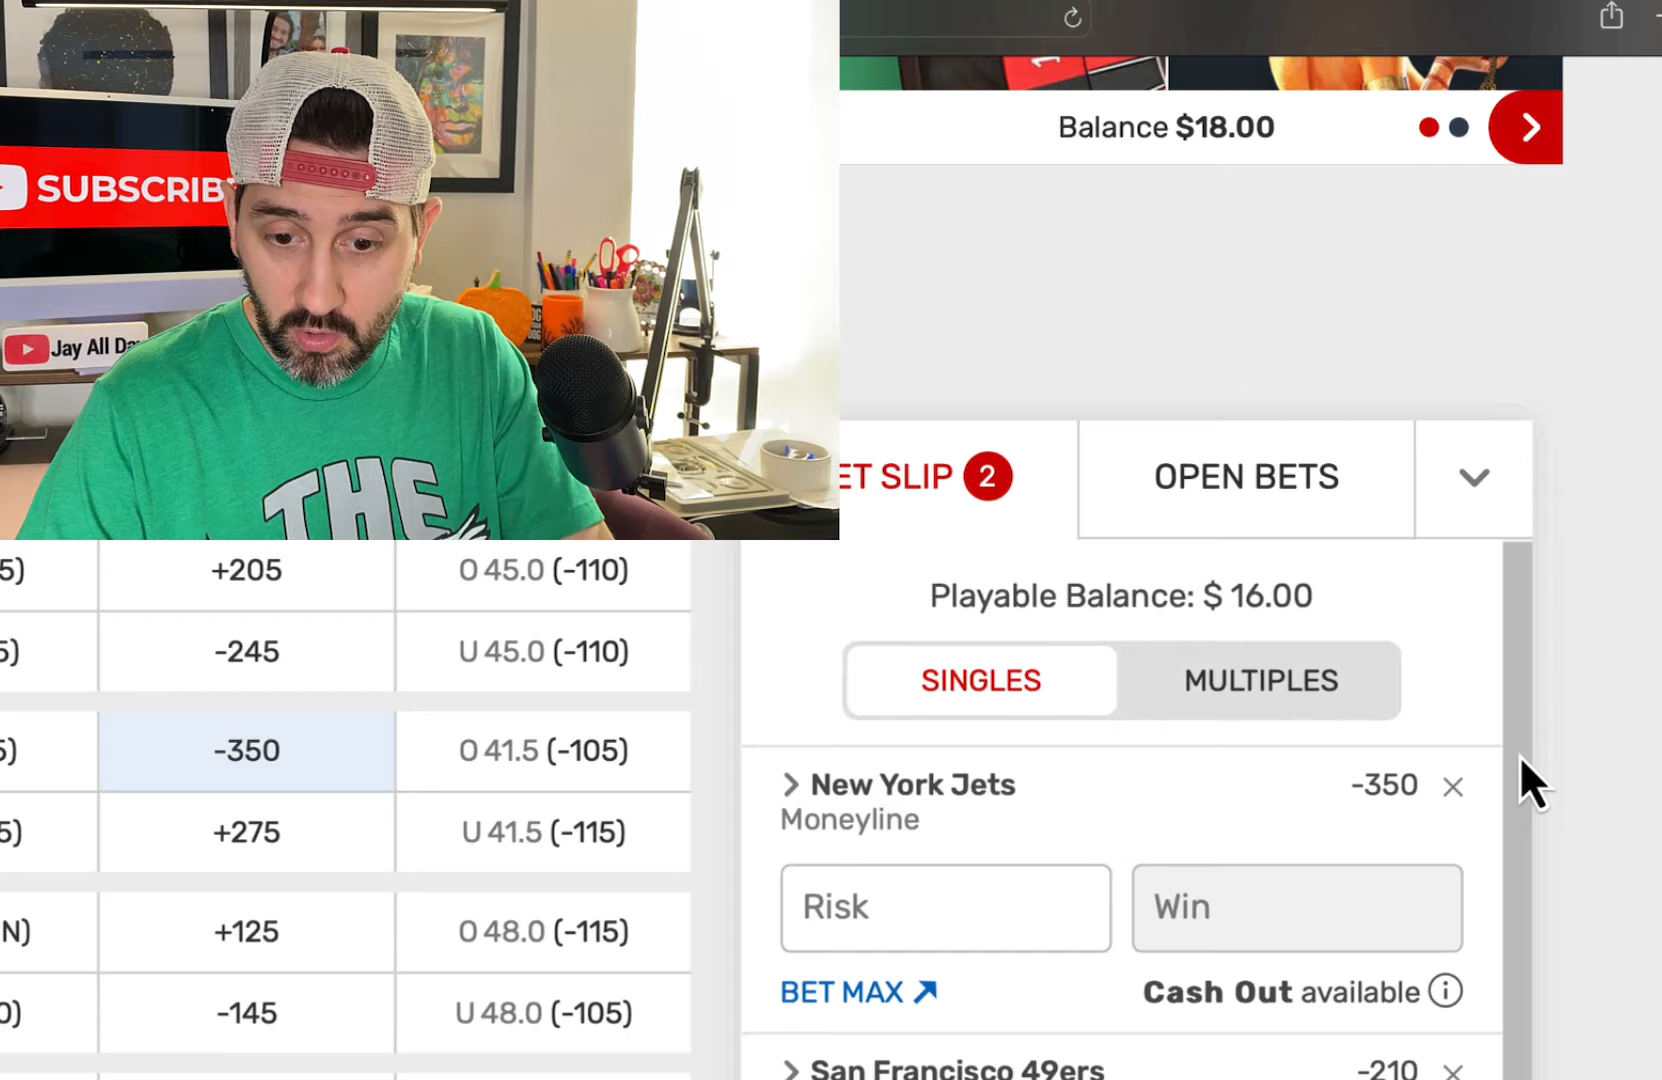 Balance $18.00
SUBSCRIB
Jay All Da
THE
ET SLIP 2
OPEN BETS
Playable Balance: $ 16.00
SINGLES
MULTIPLES
5)
+205
O 45.0 (-110)
5)
-245
U 45.0 (-110)
5)
-350
O 41.5 (-105)
5)
+275
U 41.5 (-115)
N)
+125
O 48.0 (-115)
0)
-145
U 48.0 (-105)
New York Jets
-350
Moneyline
Risk
Win
BET MAX
Cash Out available
San Francisco 49ers
-210